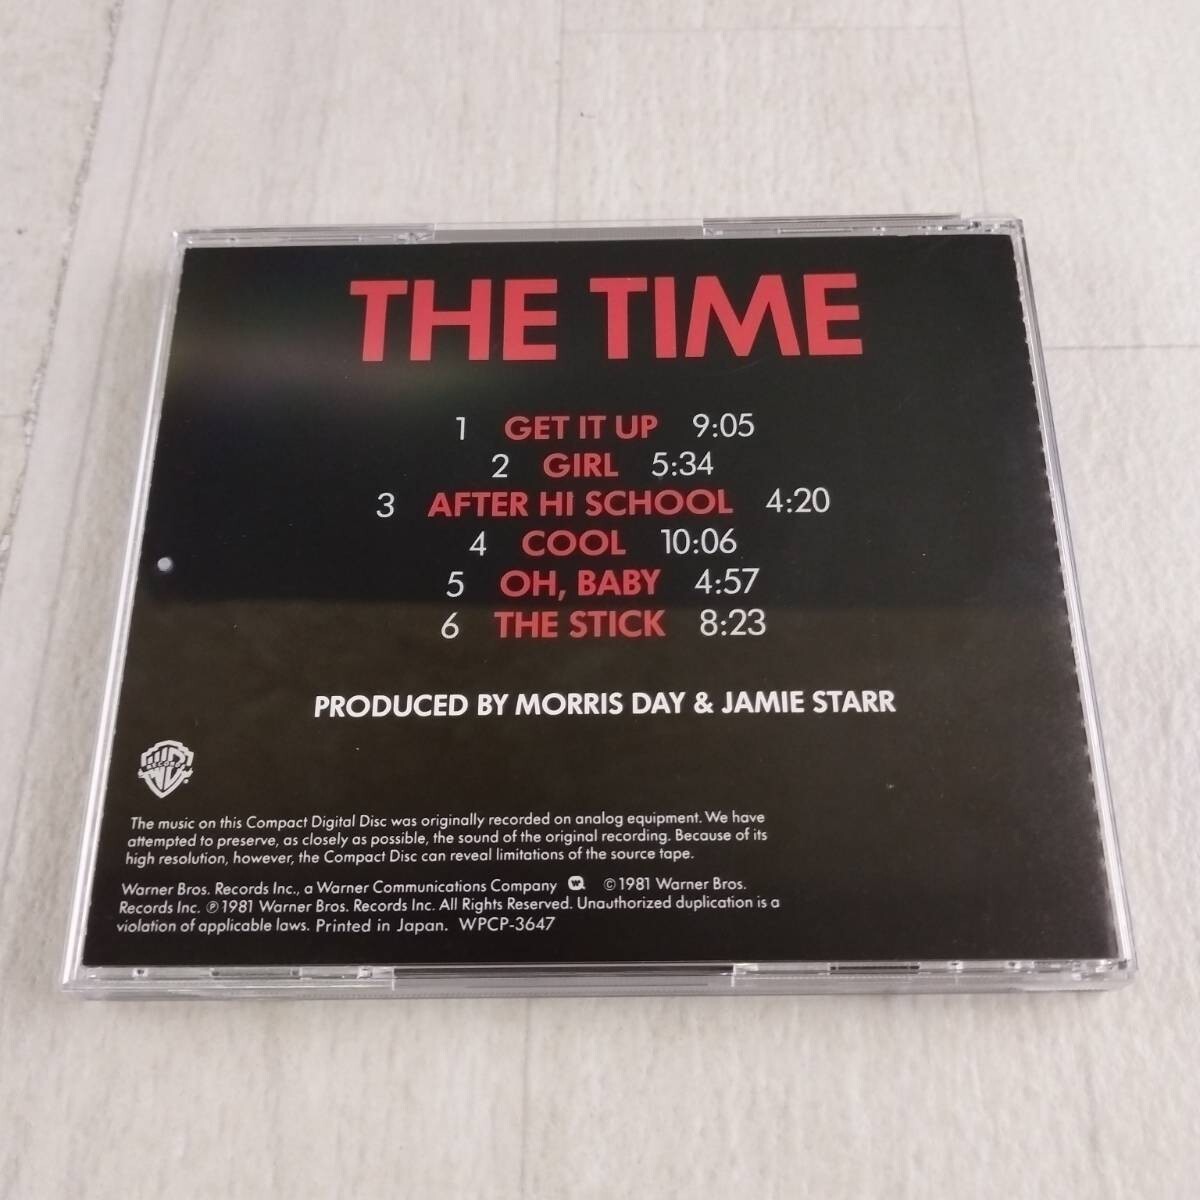 THE TIME
1 GET IT UP 9:05
2 GIRL 5:34
3 AFTER HI SCHOOL 4:20
4 COOL 10:06
5 OH, BABY 4:57
6 THE STICK 8:23
PRODUCED BY MORRIS DAY & JAMIE STARR
RECORDS
The music on this Compact Digital Disc was originally recorded on analog equipment. We have
attempted to preserve, as closely as possible, the sound of the original recording. Because of its
high resolution, however, the Compact Disc can reveal limitations of the source tape.
Warner Bros. Records Inc., a Warner Communications Company © 1981 Warner Bros.
Records Inc. ℗ 1981 Warner Bros. Records Inc. All Rights Reserved. Unauthorized duplication is a
violation of applicable laws. Printed in Japan. WPCP-3647